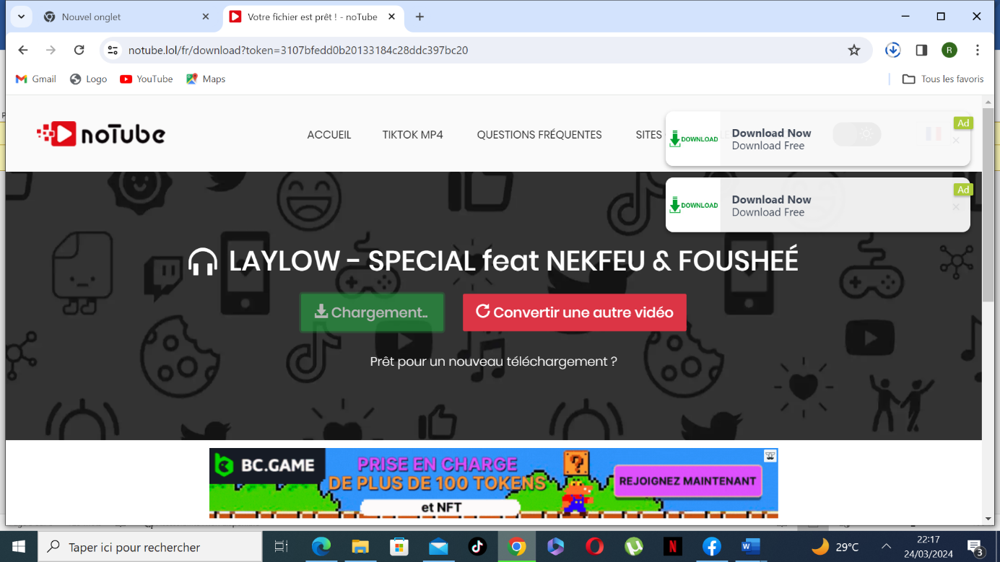 Nouvel onglet
Votre fichier est prêt ! - noTube
notube.lol/fr/download?token=3107bfedd0b20133184c28ddc397bc20
R
Gmail
Logo
YouTube
Maps
Tous les favoris
noTube
ACCUEIL
TIKTOK MP4
QUESTIONS FRÉQUENTES
SITES
Ad
DOWNLOAD
Download Now
Download Free
Ad
DOWNLOAD
Download Now
Download Free
LAYLOW - SPECIAL feat NEKFEU & FOUSHEÉ
Chargement..
Convertir une autre vidéo
Prêt pour un nouveau téléchargement ?
BC.GAME
PRISE EN CHARGE
DE PLUS DE 100 TOKENS
et NFT
REJOIGNEZ MAINTENANT
Taper ici pour rechercher
29°C
22:17
24/03/2024
3